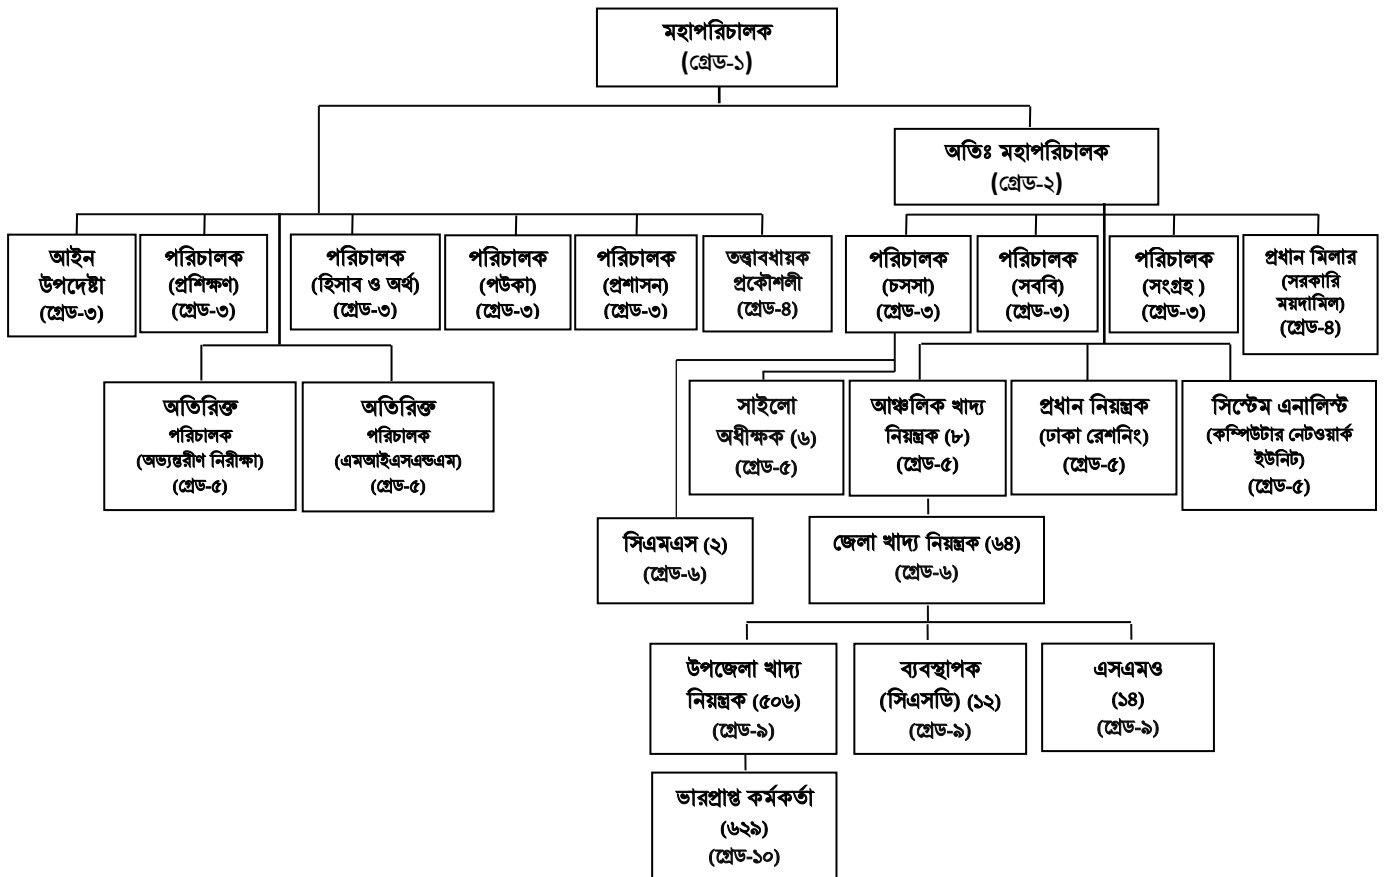 মহাপরিচালক
(গ্রেড-১)
অতিঃ মহাপরিচালক
(গ্রেড-২)
আইন
উপদেষ্টা
(গ্রেড-৩)
পরিচালক
(প্রশিক্ষণ)
(গ্রেড-৩)
পরিচালক
(হিসাব ও অর্থ)
(গ্রেড-৩)
পরিচালক
(পউকা)
(গ্রেড-৩)
পরিচালক
(প্রশাসন)
(গ্রেড-৩)
তত্ত্বাবধায়ক
প্রকৌশলী
(গ্রেড-৪)
পরিচালক
(চসসা)
(গ্রেড-৩)
পরিচালক
(সববি)
(গ্রেড-৩)
পরিচালক
(সংগ্রহ )
(গ্রেড-৩)
প্রধান মিলার
(সরকারি
ময়দামিল)
(গ্রেড-৪)
অতিরিক্ত
পরিচালক
(অভ্যন্তরীণ নিরীক্ষা)
(গ্রেড-৫)
অতিরিক্ত
পরিচালক
(এমআইএসএন্ডএম)
(গ্রেড-৫)
সাইলো
অধীক্ষক (৬)
(গ্রেড-৫)
আঞ্চলিক খাদ্য
নিয়ন্ত্রক (৮)
(গ্রেড-৫)
প্রধান নিয়ন্ত্রক
(ঢাকা রেশনিং)
(গ্রেড-৫)
সিস্টেম এনালিস্ট
(কম্পিউটার নেটওয়ার্ক
ইউনিট)
(গ্রেড-৫)
সিএমএস (২)
(গ্রেড-৬)
জেলা খাদ্য নিয়ন্ত্রক (৬৪)
(গ্রেড-৬)
উপজেলা খাদ্য
নিয়ন্ত্রক (৫০৬)
(গ্রেড-৯)
ব্যবস্থাপক
(সিএসডি) (১২)
(গ্রেড-৯)
এসএমও
(১৪)
(গ্রেড-৯)
ভারপ্রাপ্ত কর্মকর্তা
(৬২৯)
(গ্রেড-১০)